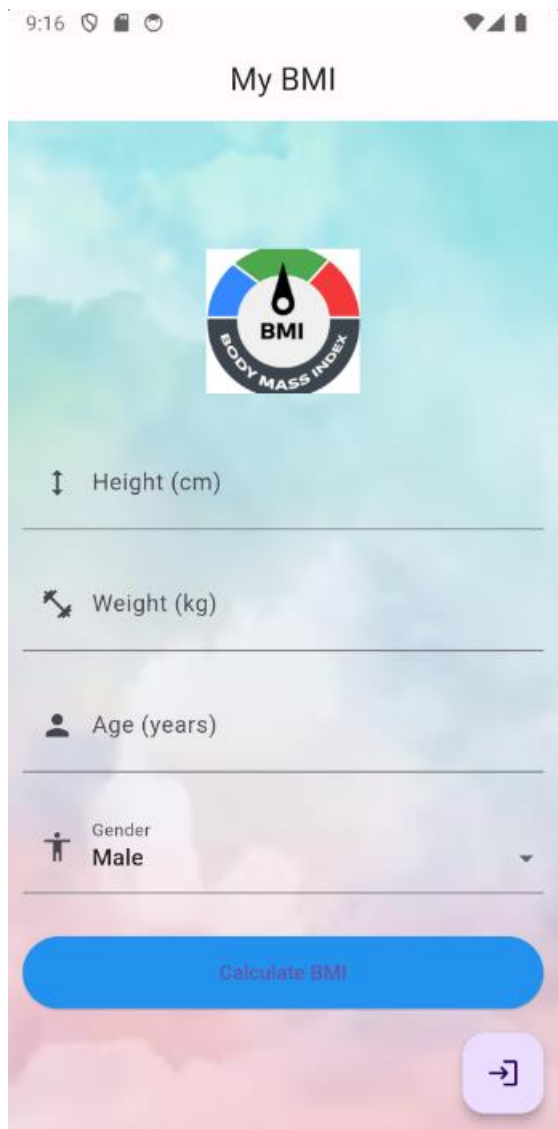 9:16
My BMI
BMI
BODY MASS INDEX
Height (cm)
Weight (kg)
Age (years)
Gender
Male
Calculate BMI